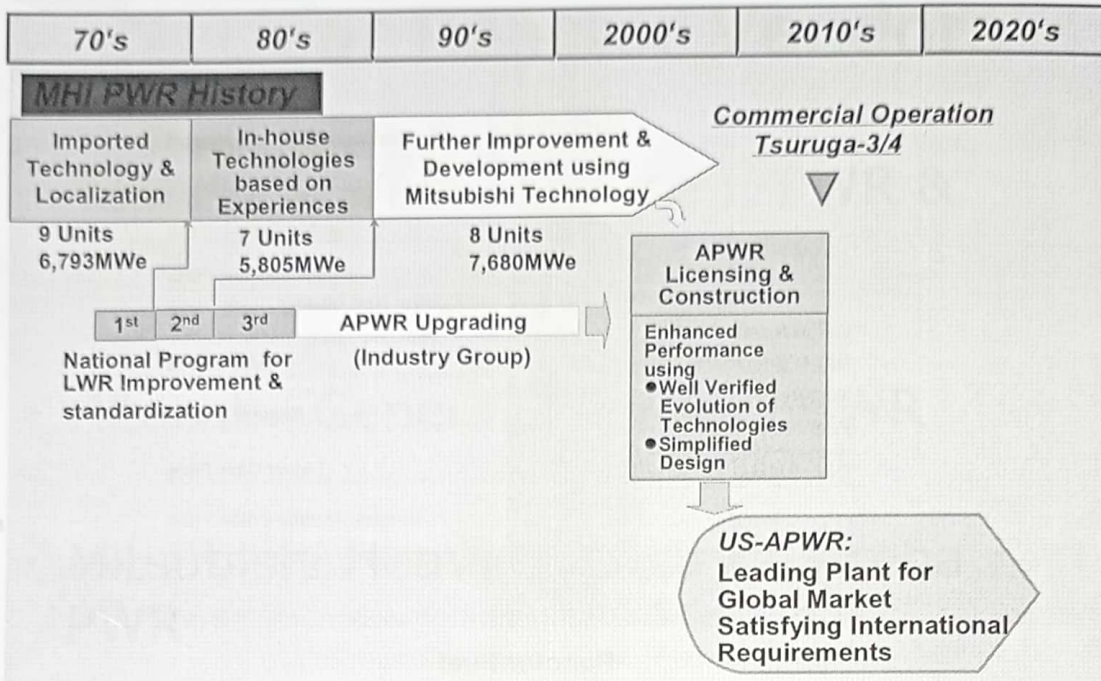 70's 80's 90's 2000's 2010's 2020's
MHI PWR History
Imported
Technology &
Localization
In-house
Technologies
based on
Experiences
Further Improvement &
Development using
Mitsubishi Technology
Commercial Operation
Tsuruga-3/4
9 Units
6,793MWe
7 Units
5,805MWe
8 Units
7,680MWe
1st 2nd 3rd APWR Upgrading
National Program for
LWR Improvement &
standardization
(Industry Group)
APWR
Licensing &
Construction
Enhanced
Performance
using
●Well Verified
Evolution of
Technologies
●Simplified
Design
US-APWR:
Leading Plant for
Global Market
Satisfying International
Requirements